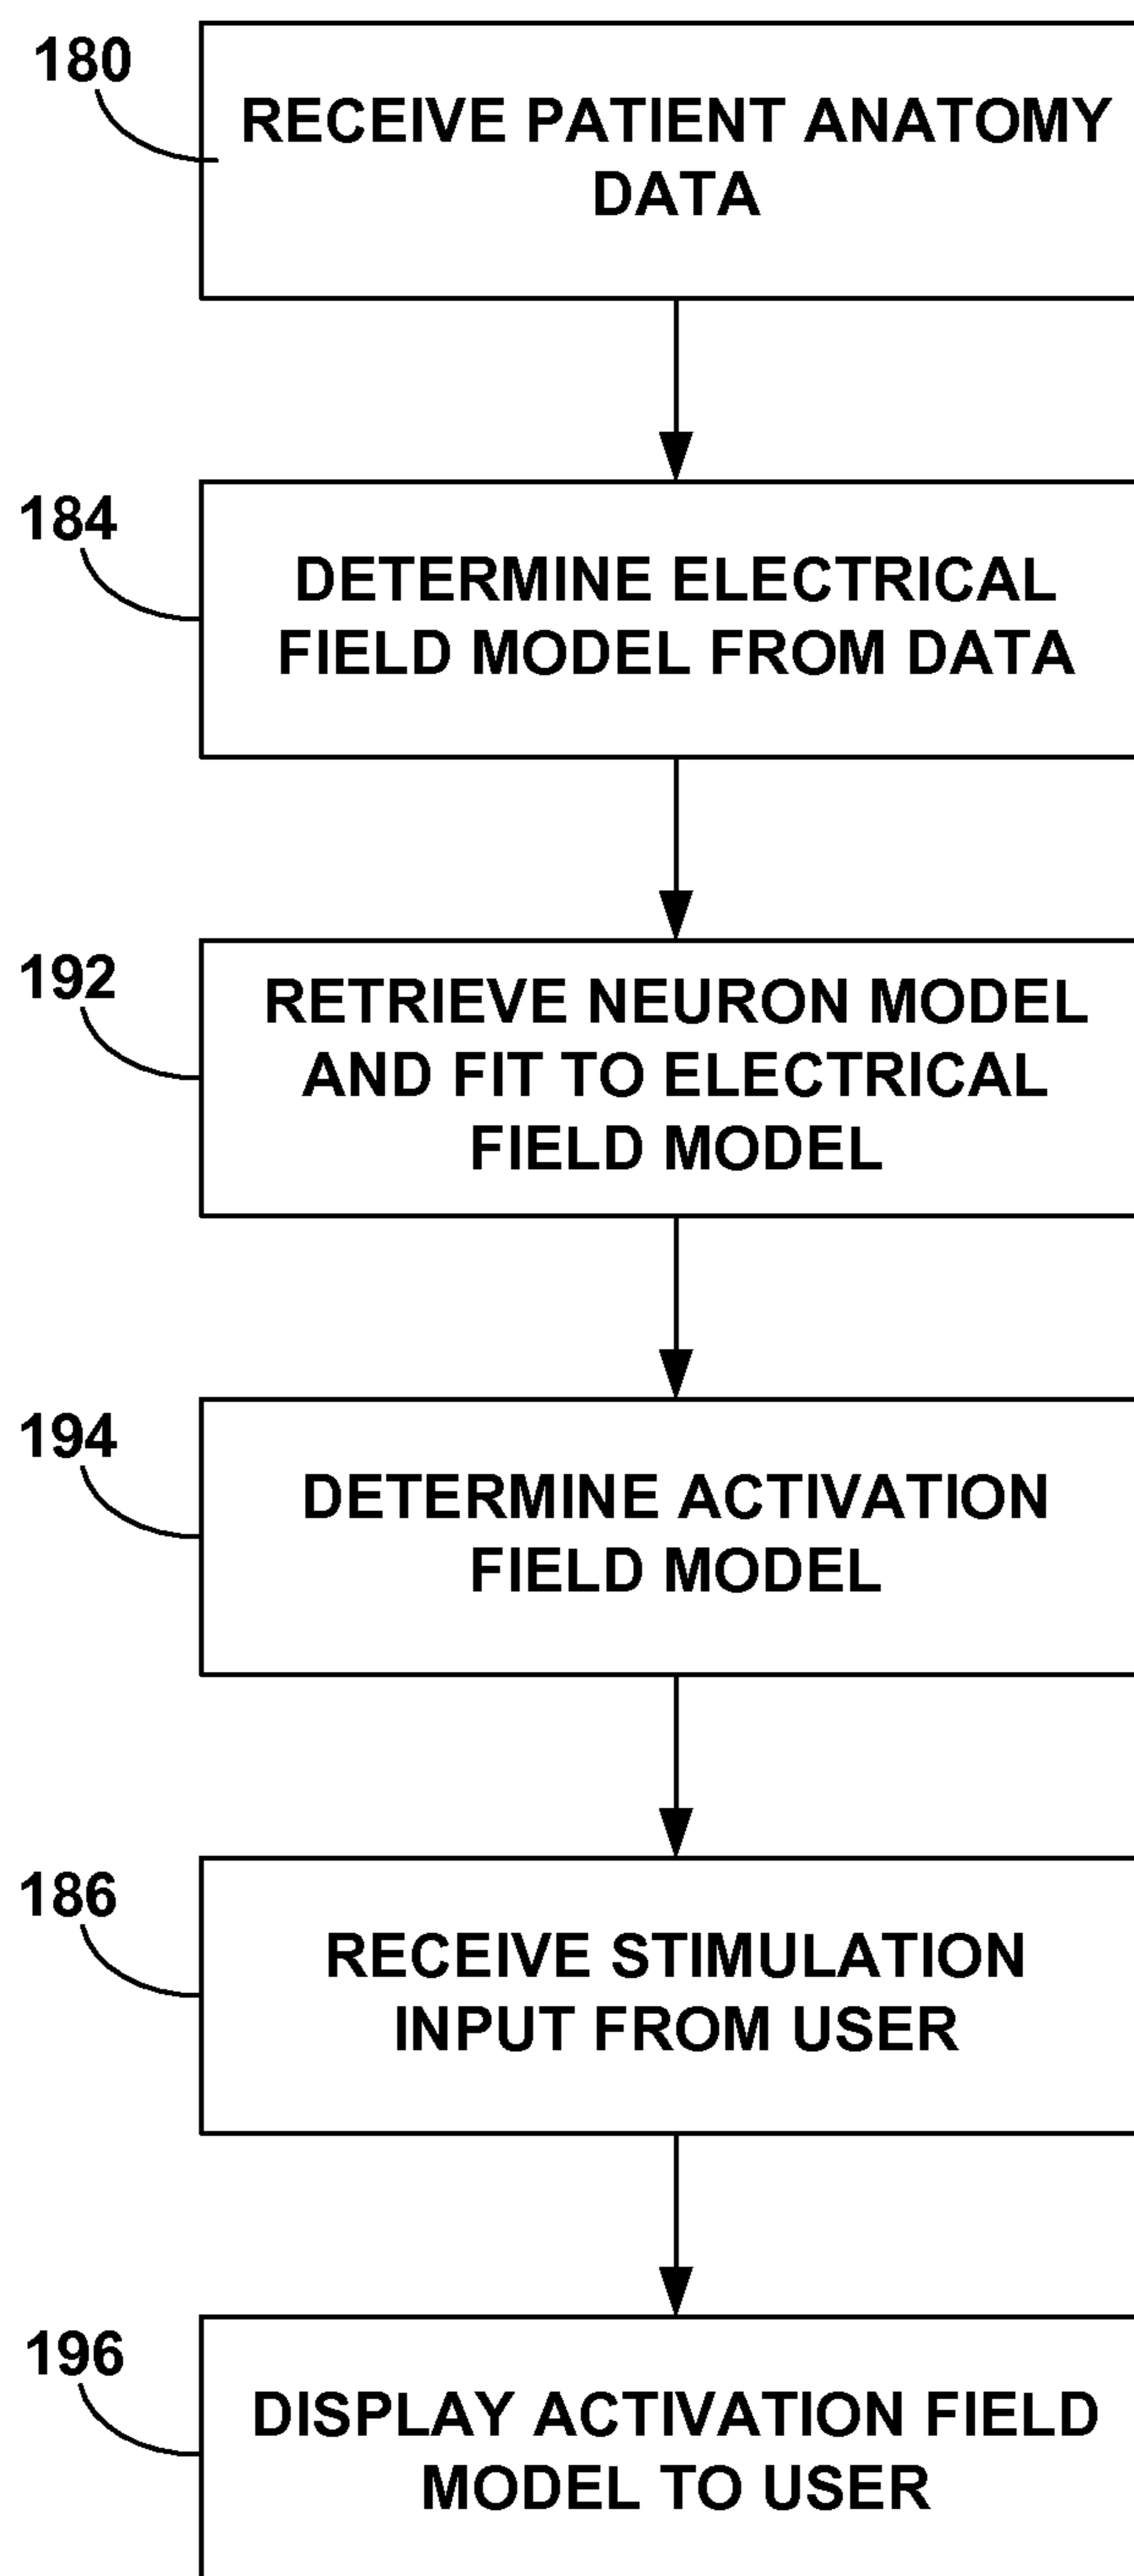 180
RECEIVE PATIENT ANATOMY
DATA
184
DETERMINE ELECTRICAL
FIELD MODEL FROM DATA
192
RETRIEVE NEURON MODEL
AND FIT TO ELECTRICAL
FIELD MODEL
194
DETERMINE ACTIVATION
FIELD MODEL
186
RECEIVE STIMULATION
INPUT FROM USER
196
DISPLAY ACTIVATION FIELD
MODEL TO USER